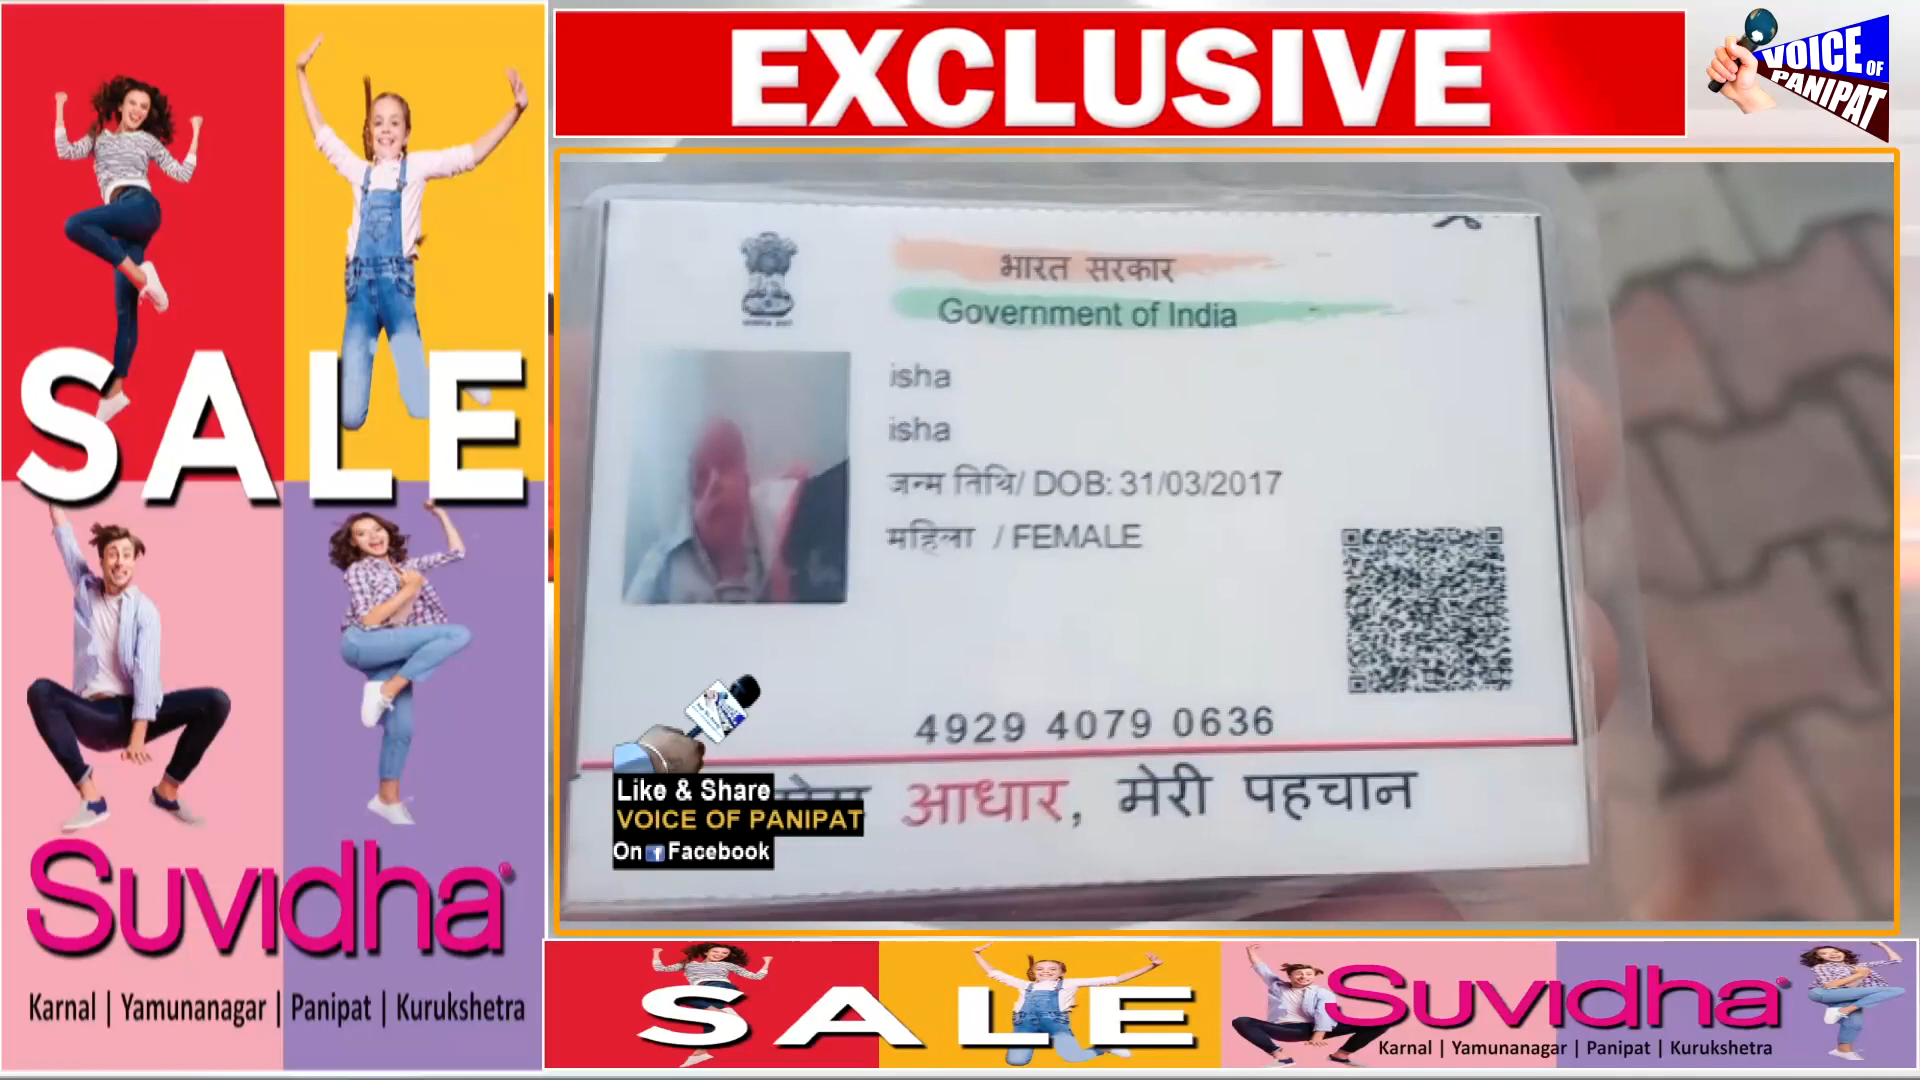 EXCLUSIVE
VOICE OF
PANIPAT
भारत सरकार
Government of India
isha
isha
जन्म तिथि/ DOB: 31/03/2017
महिला / FEMALE
4929 4079 0636
आधार, मेरी पहचान
Like & Share
VOICE OF PANIPAT
On f Facebook
SALE
Suvidha
Karnal | Yamunanagar | Panipat | Kurukshetra
SALE
Suvidha
Karnal | Yamunanagar | Panipat | Kurukshetra